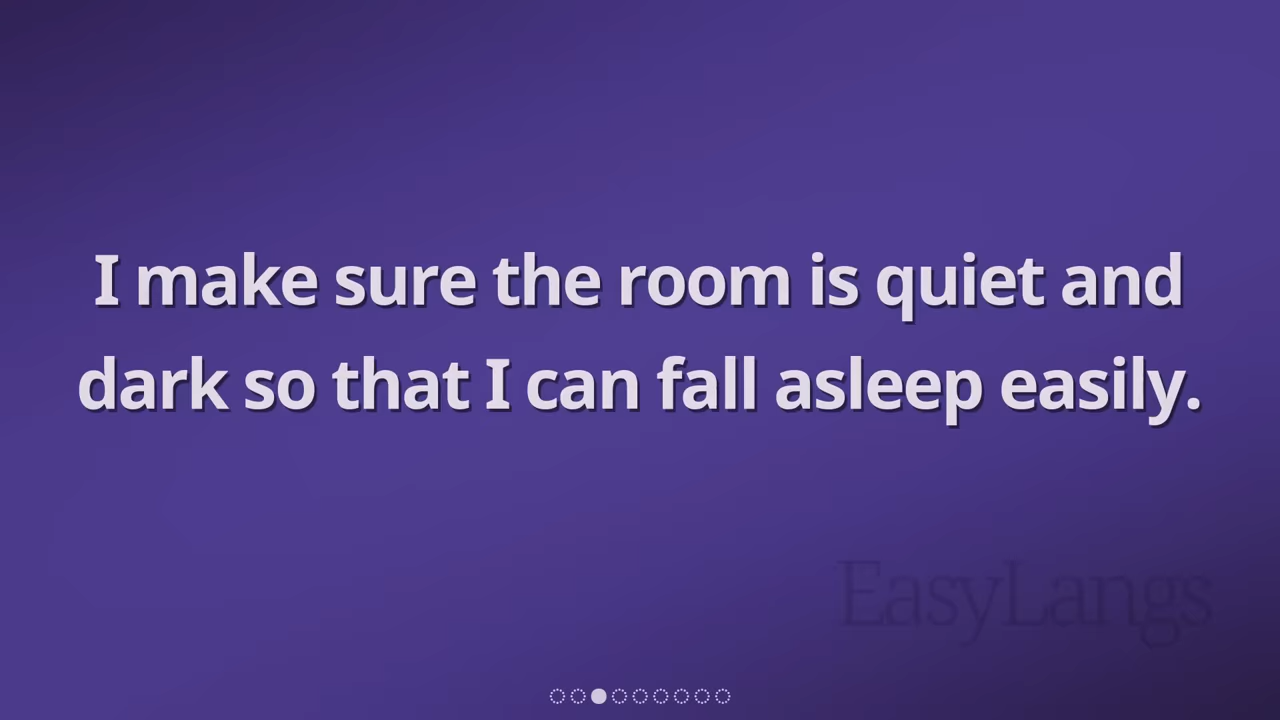 I make sure the room is quiet and
dark so that I can fall asleep easily.
EasyLangs